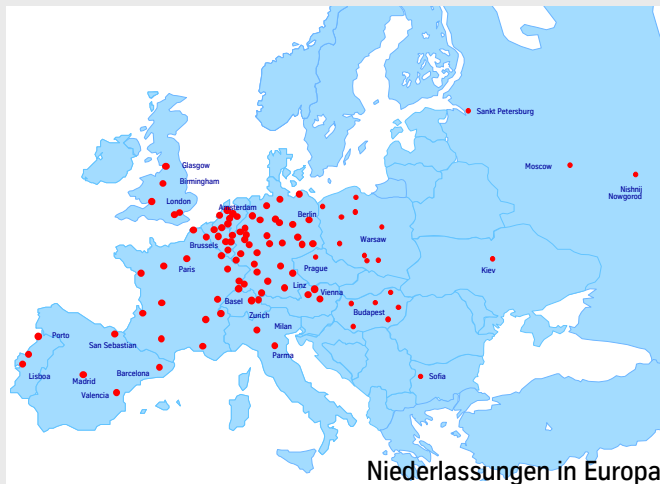 Sankt Petersburg
Moscow
Nishnij
Nowgorod
Glasgow
Birmingham
London
Amsterdam
Berlin
Warsaw
Brussels
Paris
Prague
Kiev
Linz
Vienna
Basel
Budapest
Zurich
Milan
Porto
San Sebastian
Parma
Lisboa
Madrid
Barcelona
Sofia
Valencia
Niederlassungen in Europa